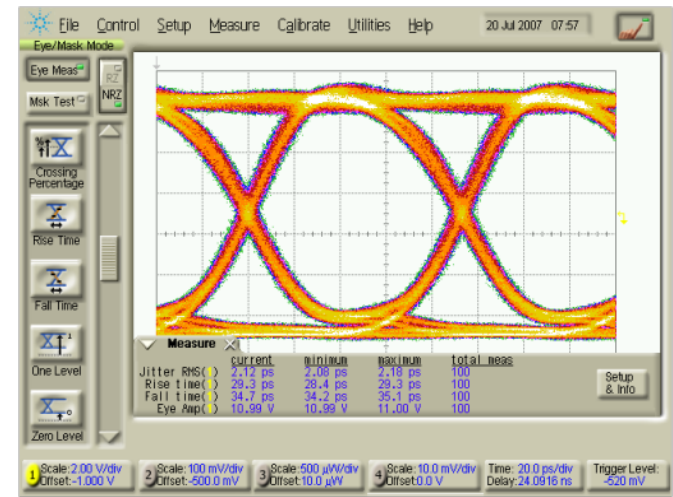 File Control Setup Measure Calibrate Utilities Help 20 Jul 2007 07:57
Eye/Mask Mode
Eye Meas
RZ
NRZ
Msk Test
Crossing
Percentage
Rise Time
Fall Time
One Level
Zero Level
Measure
current minimum maximum total meas
Jitter RMS(1) 2.12 ps 2.08 ps 2.18 ps 100
Rise time(1) 29.3 ps 28.4 ps 29.3 ps 100
Fall time(1) 34.7 ps 34.2 ps 35.1 ps 100
Eye Amp(1) 10.99 V 10.99 V 11.00 V 100
Setup
& Info
1 Scale:2.00 V/div
Offset:-1.000 V
2 Scale:100 mV/div
Offset:-500.0 mV
3 Scale:500 µW/div
Offset:10.0 µW
4 Scale:10.0 mV/div
Offset:0.0 V
Time: 20.0 ps/div
Delay:24.0916 ns
Trigger Level:
-520 mV